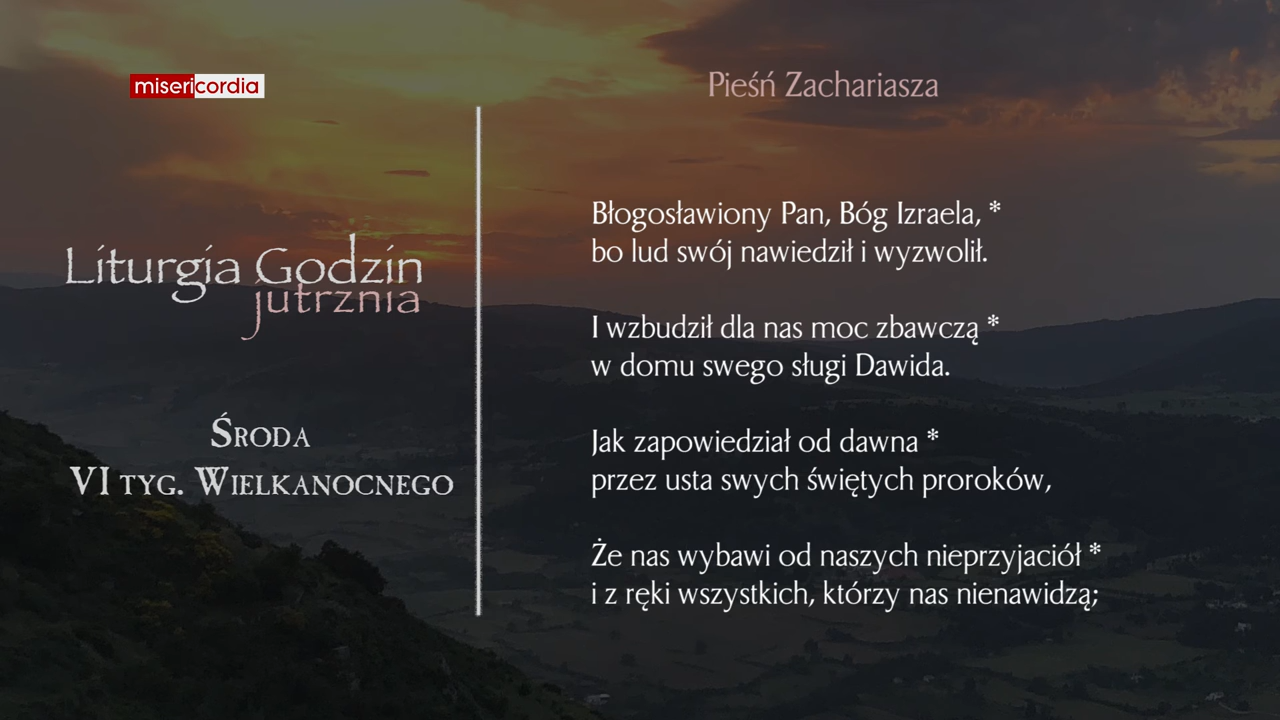 misericordia
Liturgia Godzin
jutrznia
Środa
VI tyg. Wielkanocnego
Pieśń Zachariasza
Błogosławiony Pan, Bóg Izraela, *
bo lud swój nawiedził i wyzwolił.
I wzbudził dla nas moc zbawczą *
w domu swego sługi Dawida.
Jak zapowiedział od dawna *
przez usta swych świętych proroków,
Że nas wybawi od naszych nieprzyjaciół *
i z ręki wszystkich, którzy nas nienawidzą;